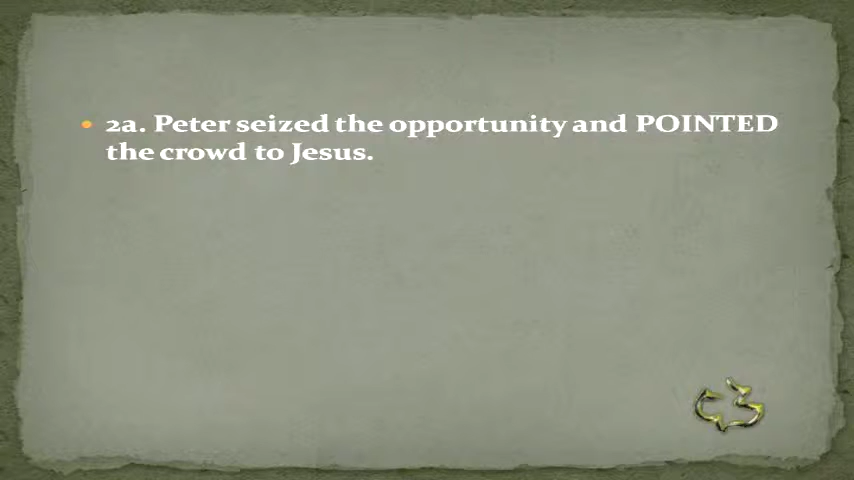 2a. Peter seized the opportunity and POINTED
the crowd to Jesus.